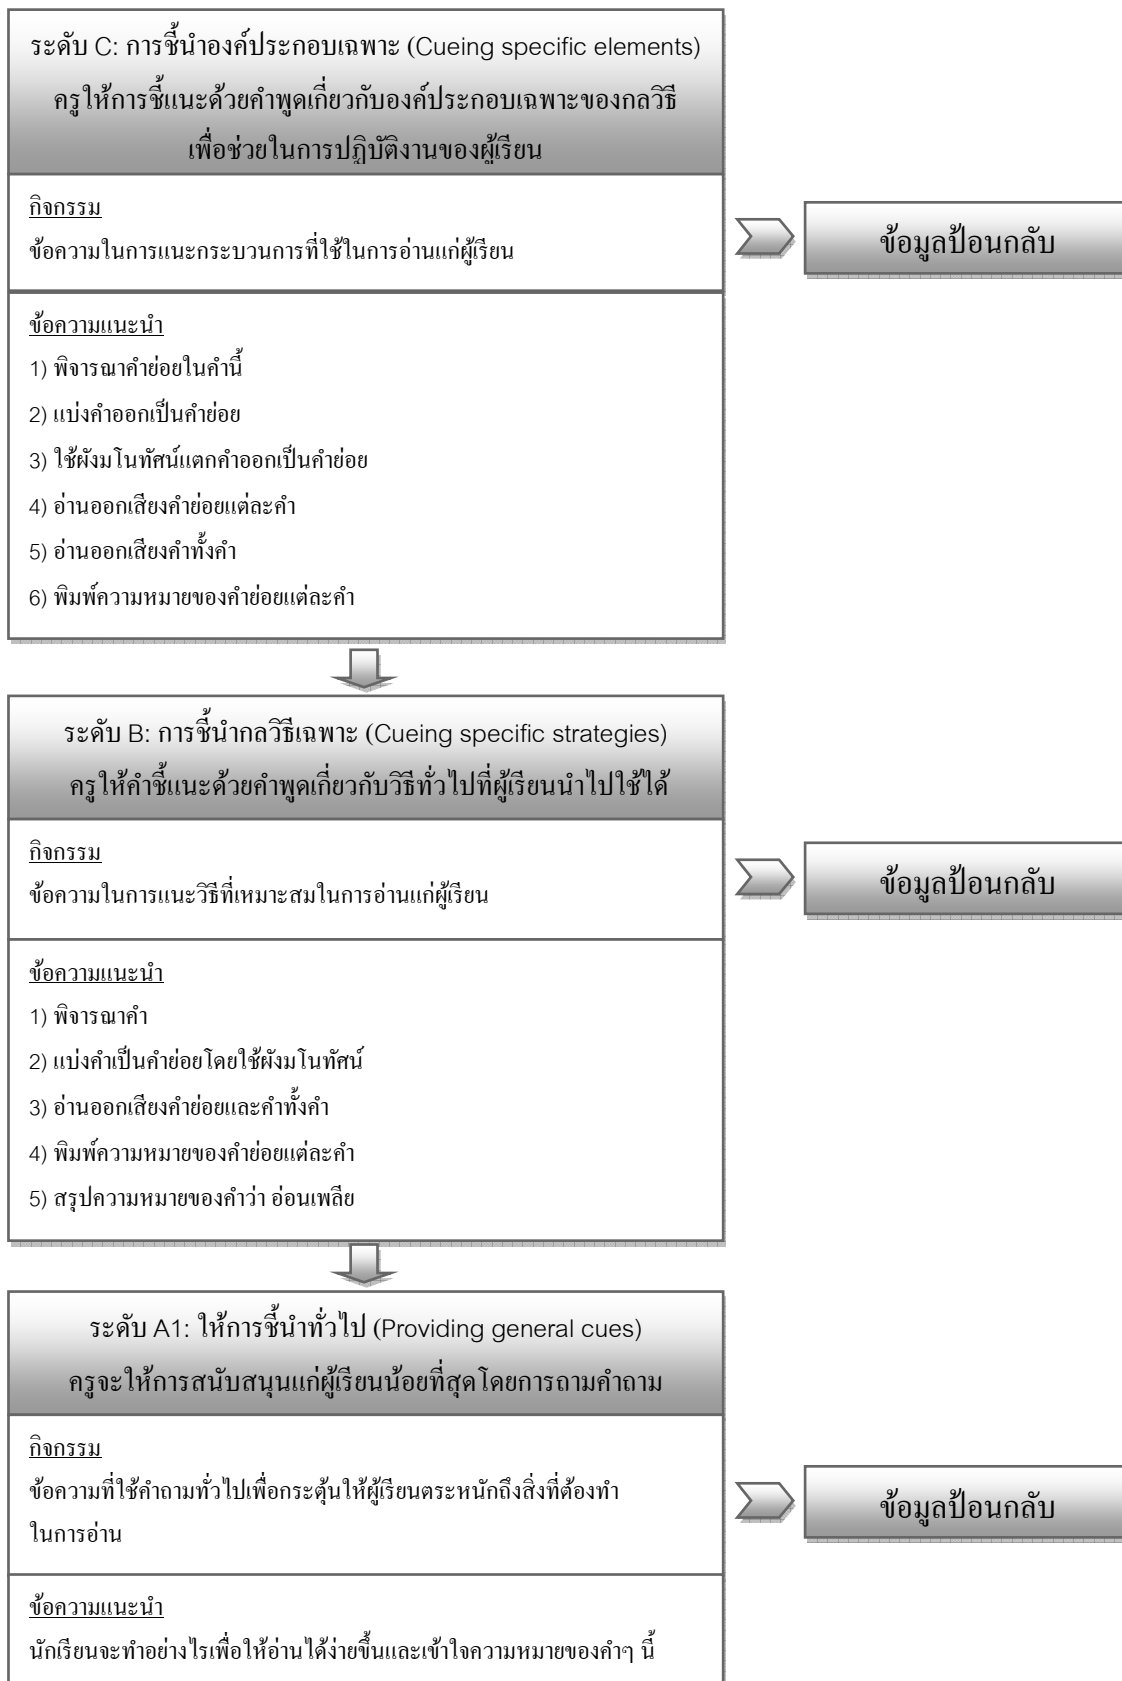 ระดับ C: การชี้นำองค์ประกอบเฉพาะ (Cueing specific elements)
ครูให้การชี้แนะด้วยคำพูดเกี่ยวกับองค์ประกอบเฉพาะของกลวิธี
เพื่อช่วยในการปฏิบัติงานของผู้เรียน
กิจกรรม
ข้อความในการแนะกระบวนการที่ใช้ในการอ่านแก่ผู้เรียน
ข้อมูลป้อนกลับ
ข้อความแนะนำ
1) พิจารณาคำย่อยในคำนี้
2) แบ่งคำออกเป็นคำย่อย
3) ใช้ผังมโนทัศน์แตกคำออกเป็นคำย่อย
4) อ่านออกเสียงคำย่อยแต่ละคำ
5) อ่านออกเสียงคำทั้งคำ
6) พิมพ์ความหมายของคำย่อยแต่ละคำ
ระดับ B: การชี้นำกลวิธีเฉพาะ (Cueing specific strategies)
ครูให้คำชี้แนะด้วยคำพูดเกี่ยวกับวิธีทั่วไปที่ผู้เรียนนำไปใช้ได้
กิจกรรม
ข้อความในการแนะวิธีที่เหมาะสมในการอ่านแก่ผู้เรียน
ข้อมูลป้อนกลับ
ข้อความแนะนำ
1) พิจารณาคำ
2) แบ่งคำเป็นคำย่อยโดยใช้ผังมโนทัศน์
3) อ่านออกเสียงคำย่อยและคำทั้งคำ
4) พิมพ์ความหมายของคำย่อยแต่ละคำ
5) สรุปความหมายของคำว่า อ่อนเพลีย
ระดับ A1: ให้การชี้นำทั่วไป (Providing general cues)
ครูจะให้การสนับสนุนแก่ผู้เรียนน้อยที่สุดโดยการถามคำถาม
กิจกรรม
ข้อความที่ใช้คำถามทั่วไปเพื่อกระตุ้นให้ผู้เรียนตระหนักถึงสิ่งที่ต้องทำ
ในการอ่าน
ข้อมูลป้อนกลับ
ข้อความแนะนำ
นักเรียนจะทำอย่างไรเพื่อให้อ่านได้ง่ายขึ้นและเข้าใจความหมายของคำๆ นี้